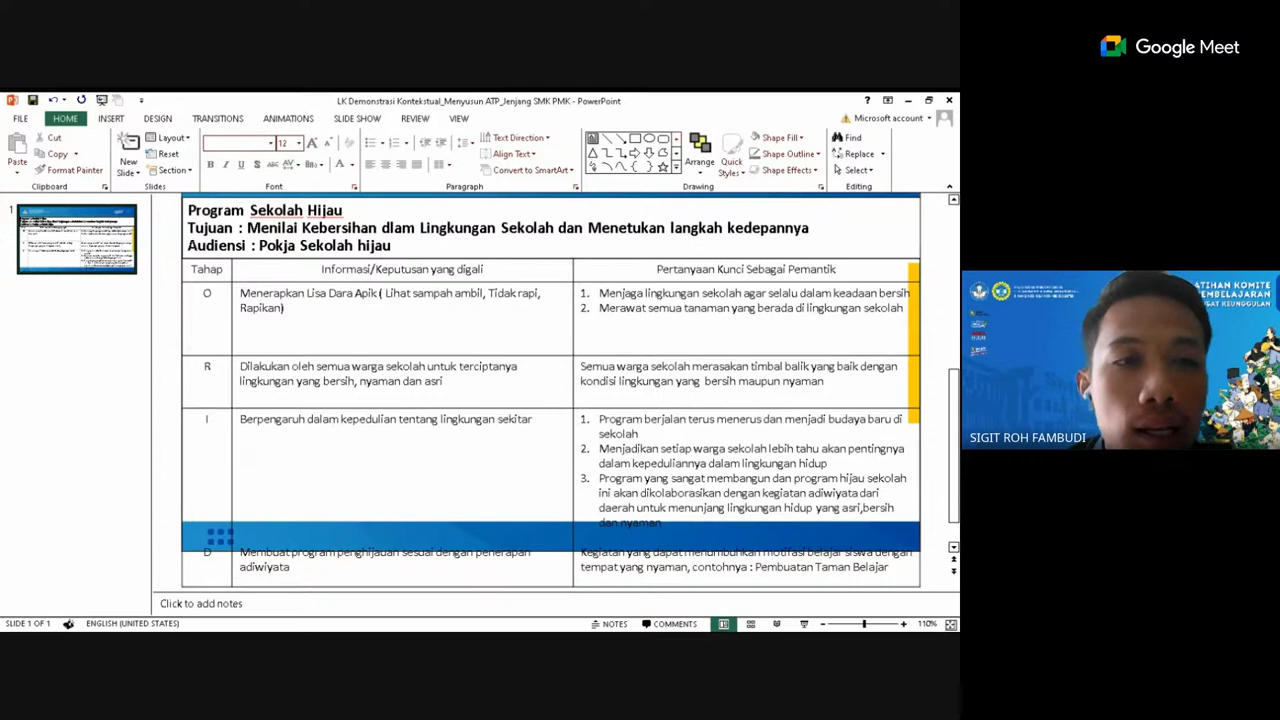 Google Meet
LK Demonstrasi Kontekstual_Menyusun ATP_Jenjang SMK PMK - PowerPoint
FILE HOME INSERT DESIGN TRANSITIONS ANIMATIONS SLIDE SHOW REVIEW VIEW Microsoft account
Paste
Cut
Copy
Format Painter
Clipboard
New
Slide
Layout
Reset
Section
Slides
12
Font
Text Direction
Align Text
Convert to SmartArt
Paragraph
Arrange
Quick
Styles
Shape Fill
Shape Outline
Shape Effects
Drawing
Find
Replace
Select
Editing
1
Program Sekolah Hijau
Tujuan : Menilai Kebersihan dlam Lingkungan Sekolah dan Menetukan langkah kedepannya
Audiensi : Pokja Sekolah hijau
Tahap Informasi/Keputusan yang digali Pertanyaan Kunci Sebagai Pemantik
O
Menerapkan Lisa Dara Apik ( Lihat sampah ambil, Tidak rapi,
Rapikan)
1. Menjaga lingkungan sekolah agar selalu dalam keadaan bersih
2. Merawat semua tanaman yang berada di lingkungan sekolah
R
Dilakukan oleh semua warga sekolah untuk terciptanya
lingkungan yang bersih, nyaman dan asri
Semua warga sekolah merasakan timbal balik yang baik dengan
kondisi lingkungan yang bersih maupun nyaman
I
Berpengaruh dalam kepedulian tentang lingkungan sekitar
1. Program berjalan terus menerus dan menjadi budaya baru di
sekolah
2. Menjadikan setiap warga sekolah lebih tahu akan pentingnya
dalam kepeduliannya dalam lingkungan hidup
3. Program yang sangat membangun dan program hijau sekolah
ini akan dikolaborasikan dengan kegiatan adiwiyata dari
daerah untuk menunjang lingkungan hidup yang asri,bersih
dan nyaman
D
Membuat program penghijauan sesuai dengan penerapan
adiwiyata
Kegiatan yang dapat menumbuhkan motifasi belajar siswa dengan
tempat yang nyaman, contohnya : Pembuatan Taman Belajar
Click to add notes
SLIDE 1 OF 1 ENGLISH (UNITED STATES) NOTES COMMENTS 110%
SIGIT ROH FAMBUDI